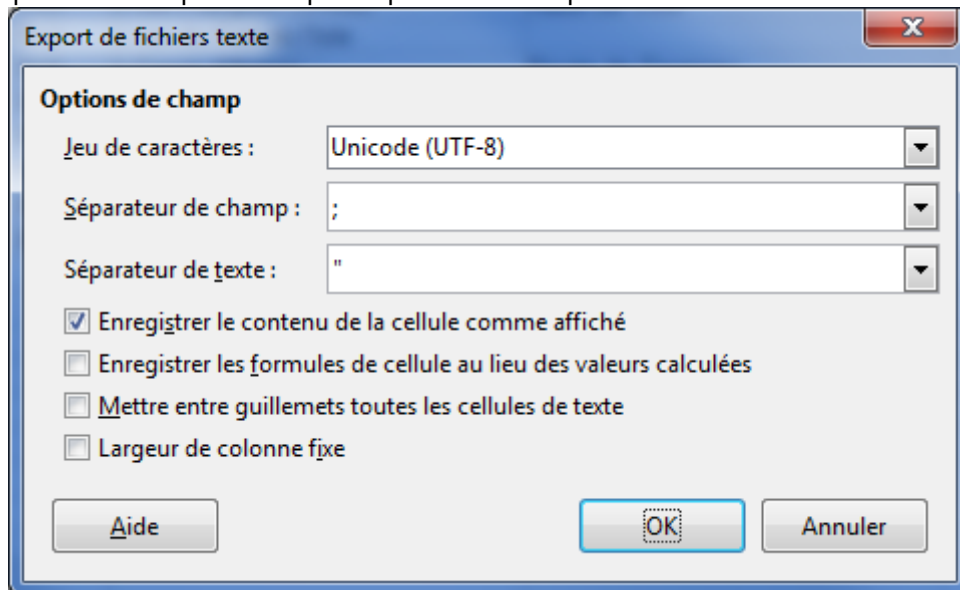 Export de fichiers texte
Options de champ
Jeu de caractères :
Unicode (UTF-8)
Séparateur de champ :
;
Séparateur de texte :
"
Enregistrer le contenu de la cellule comme affiché
Enregistrer les formules de cellule au lieu des valeurs calculées
Mettre entre guillemets toutes les cellules de texte
Largeur de colonne fixe
Aide
OK
Annuler